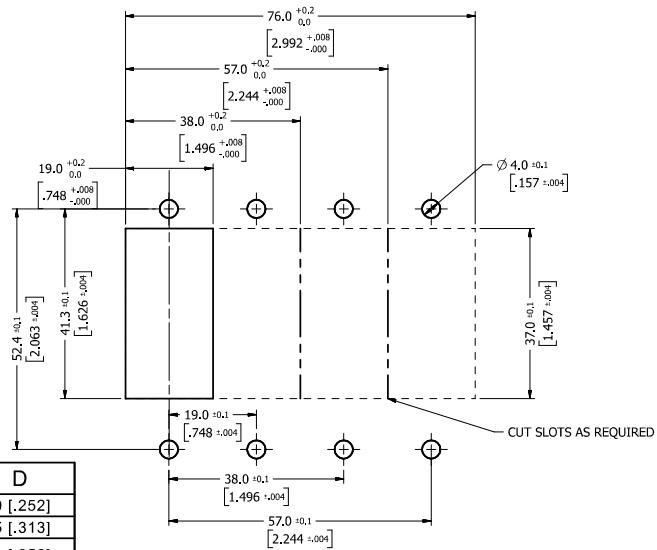 76.0 +0.2 0.0
[2.992 +.008 -.000]
57.0 +0.2 0.0
[2.244 +.008 -.000]
38.0 +0.2 0.0
[1.496 +.008 -.000]
19.0 +0.2 0.0
[.748 +.008 -.000]
Ø 4.0 ±0.1
[.157 ±.004]
52.4 ±0.1
[2.063 ±.004]
41.3 ±0.1
[1.626 ±.004]
37.0 ±0.1
[1.457 ±.004]
19.0 ±0.1
[.748 ±.004]
CUT SLOTS AS REQUIRED
38.0 ±0.1
[1.496 ±.004]
57.0 ±0.1
[2.244 ±.004]
D
[.252]
[.313]